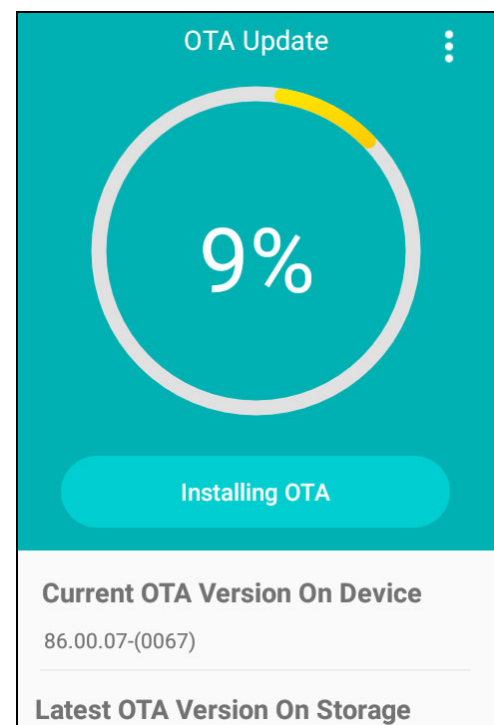 OTA Update
9%
Installing OTA
Current OTA Version On Device
86.00.07-(0067)
Latest OTA Version On Storage